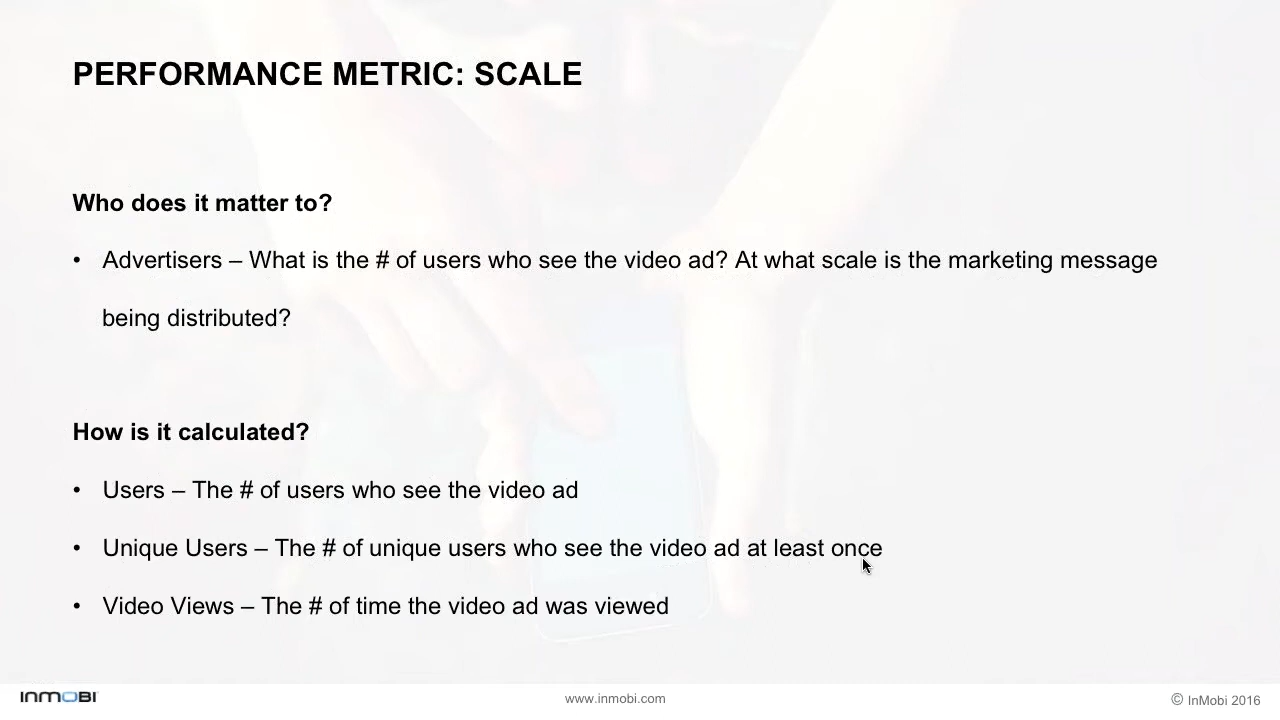 PERFORMANCE METRIC: SCALE
Who does it matter to?
• Advertisers – What is the # of users who see the video ad? At what scale is the marketing message
being distributed?
How is it calculated?
• Users – The # of users who see the video ad
• Unique Users – The # of unique users who see the video ad at least once
• Video Views – The # of time the video ad was viewed
INMOBI
www.inmobi.com
© InMobi 2016